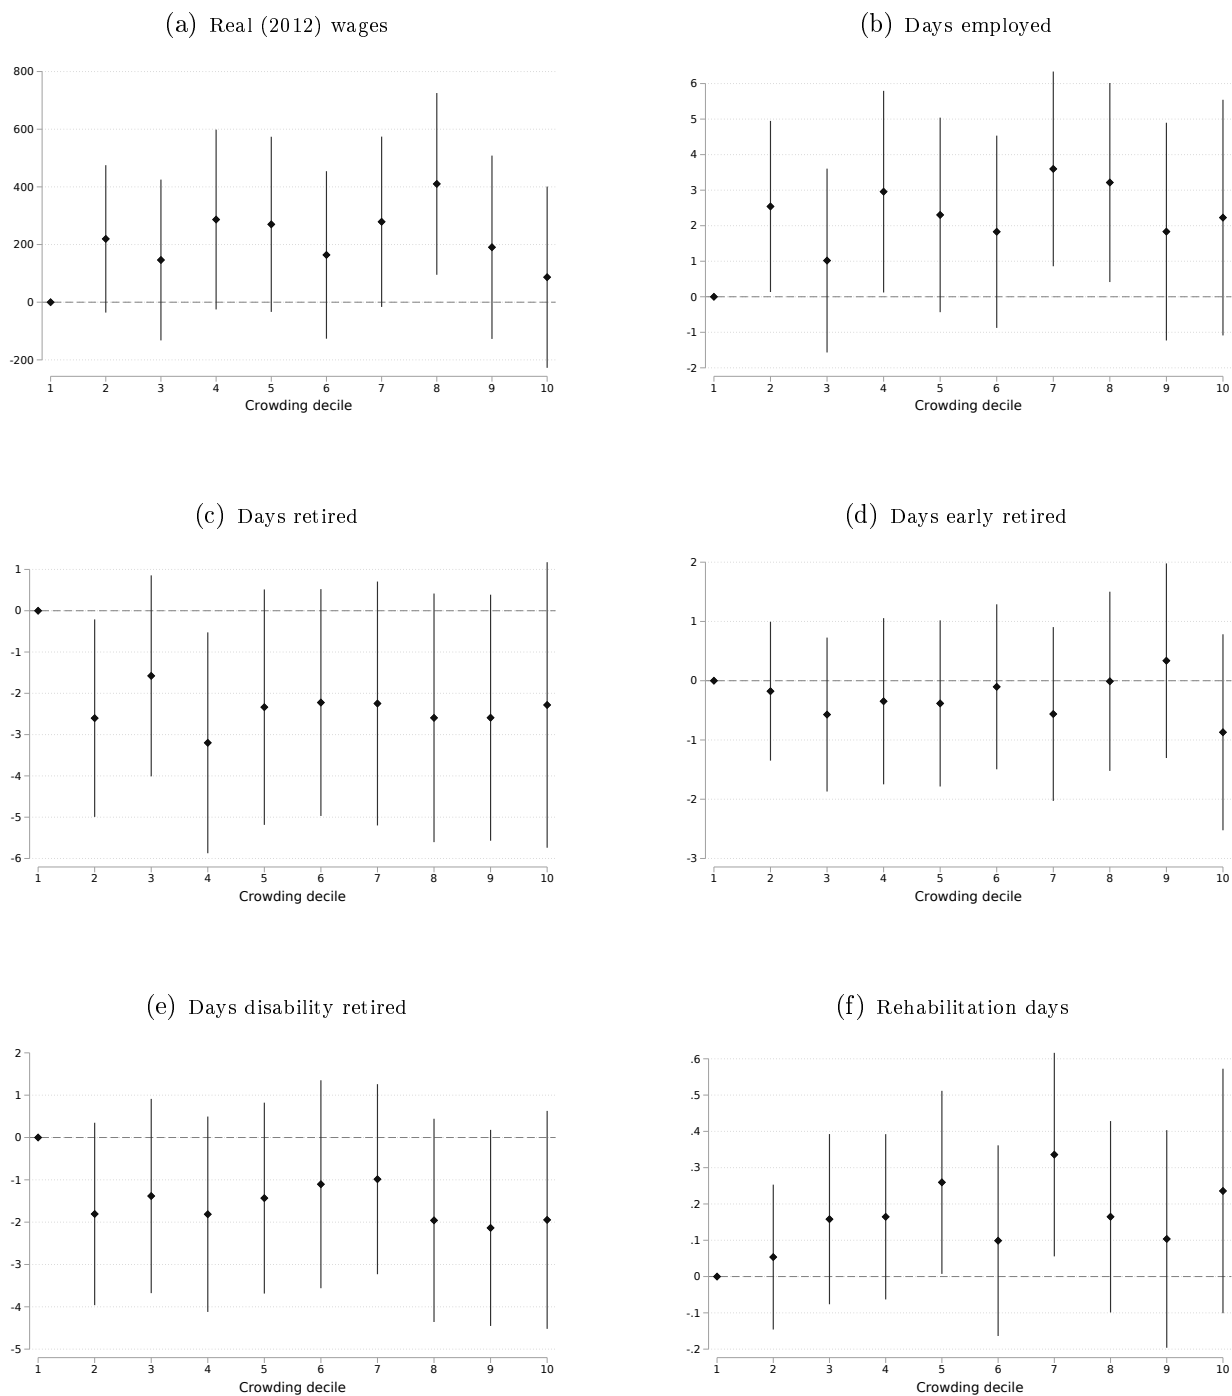 (a) Real (2012) wages
800
600
400
200
0
-200
1 2 3 4 5 6 7 8 9 10
Crowding decile
(b) Days employed
6
5
4
3
2
1
0
-1
-2
1 2 3 4 5 6 7 8 9 10
Crowding decile
(c) Days retired
1
0
-1
-2
-3
-4
-5
-6
1 2 3 4 5 6 7 8 9 10
Crowding decile
(d) Days early retired
2
1
0
-1
-2
-3
1 2 3 4 5 6 7 8 9 10
Crowding decile
(e) Days disability retired
2
1
0
-1
-2
-3
-4
-5
1 2 3 4 5 6 7 8 9 10
Crowding decile
(f) Rehabilitation days
.6
.5
.4
.3
.2
.1
0
-.1
-.2
1 2 3 4 5 6 7 8 9 10
Crowding decile